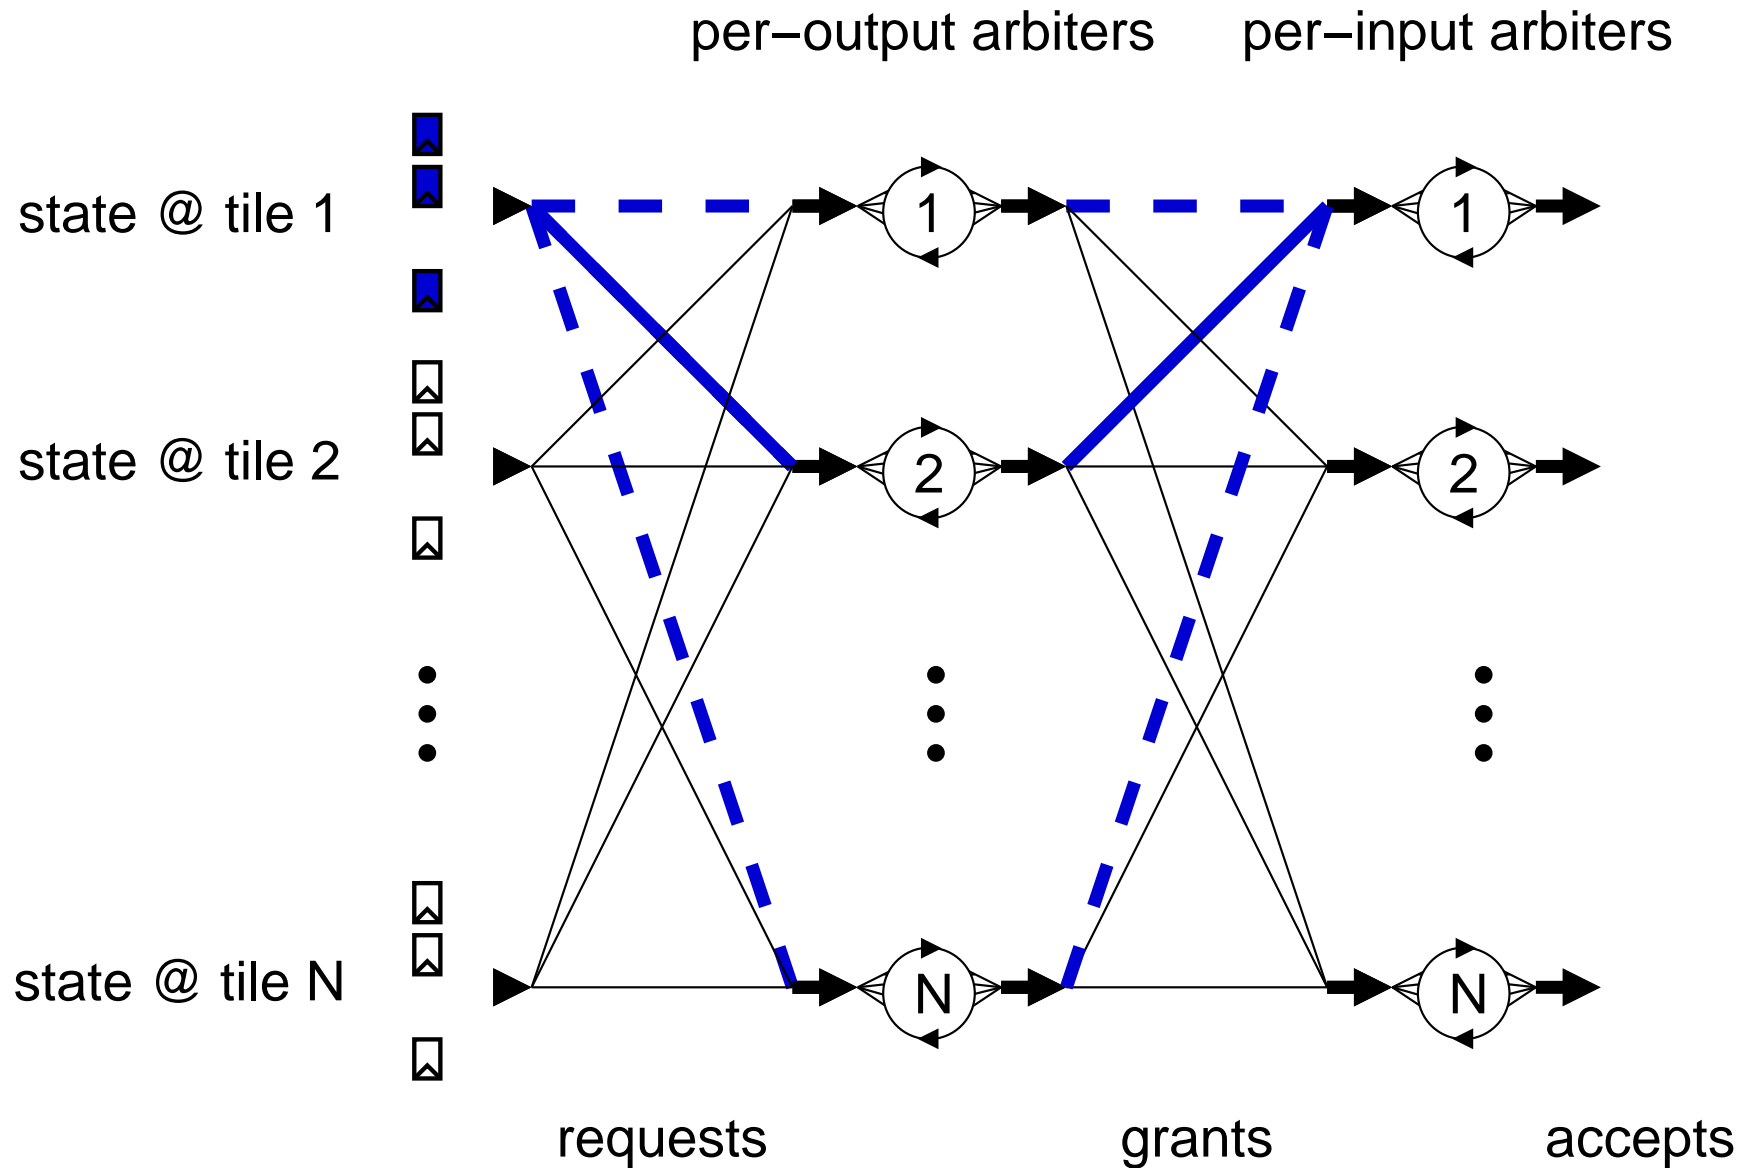 per−output arbiters per−input arbiters
state @ tile 1 1 1
state @ tile 2 2 2
state @ tile N N N
requests grants accepts